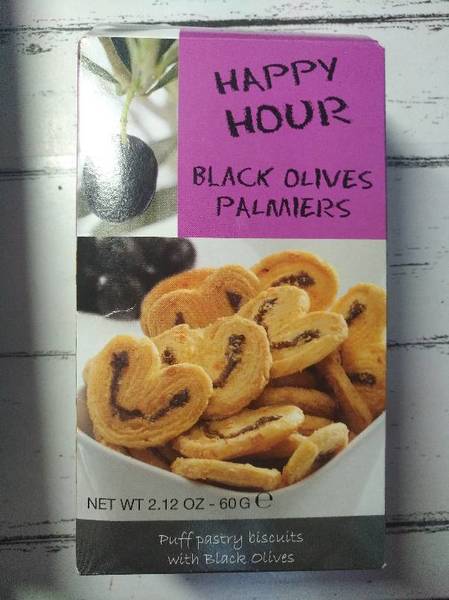 HAPPY
HOUR
BLACK OLIVES
PALMIERS
NET WT 2.12 OZ - 60 G ℮
Puff pastry biscuits
with Black Olives